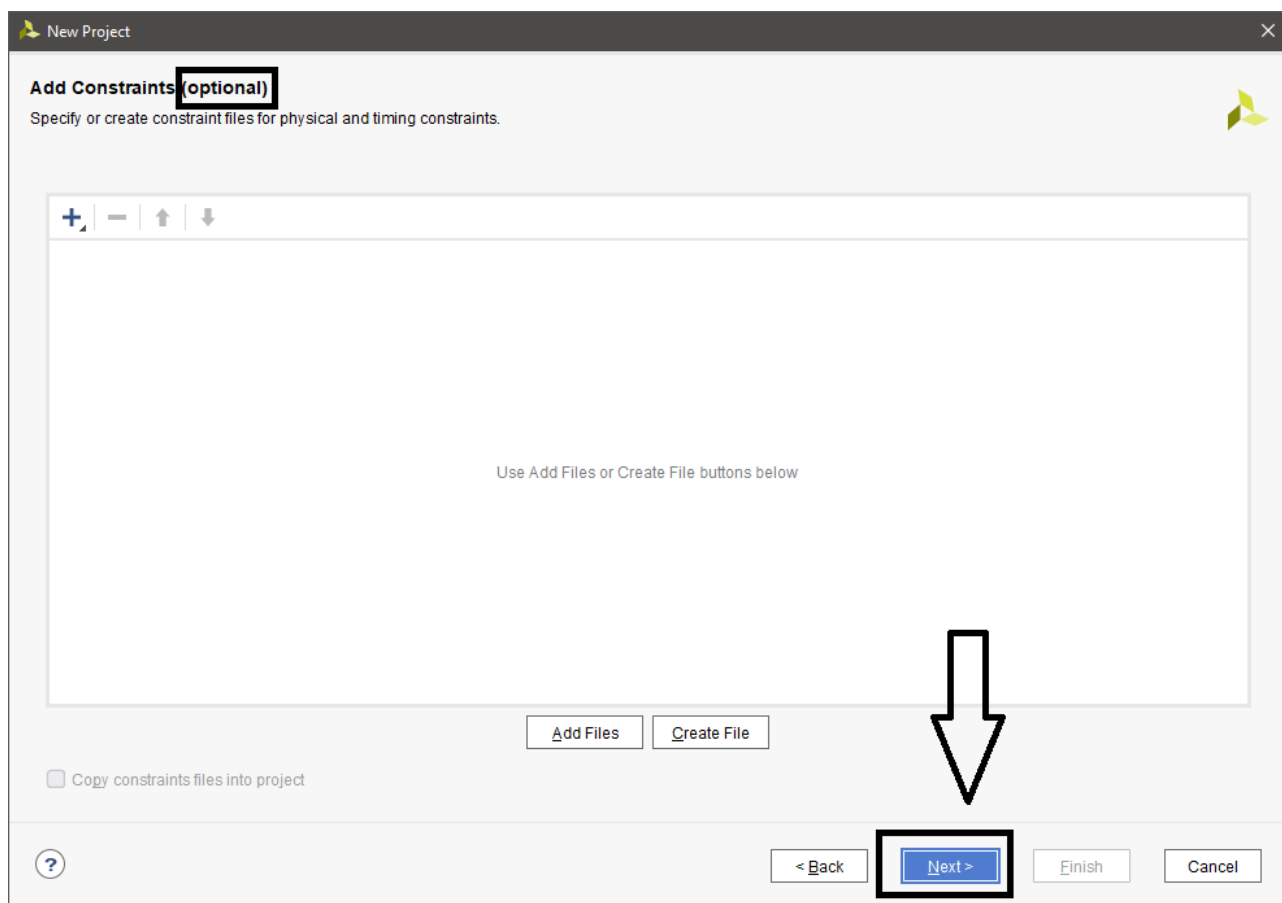 New Project
Add Constraints (optional)
Specify or create constraint files for physical and timing constraints.
Use Add Files or Create File buttons below
Add Files Create File
Copy constraints files into project
? < Back Next > Finish Cancel